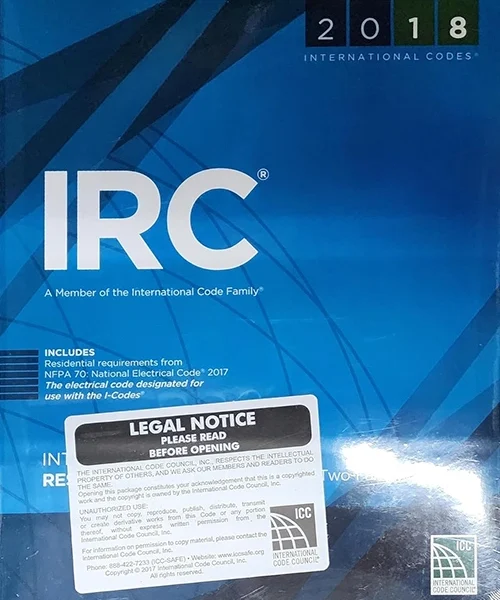 2018
INTERNATIONAL CODES®
IRC®
A Member of the International Code Family®
INCLUDES
Residential requirements from
NFPA 70: National Electrical Code® 2017
The electrical code designated for
use with the I-Codes®
LEGAL NOTICE
PLEASE READ
BEFORE OPENING
THE INTERNATIONAL CODE COUNCIL, INC., RESPECTS THE INTELLECTUAL
PROPERTY OF OTHERS, AND WE ASK OUR MEMBERS AND READERS TO DO
THE SAME.
Opening this package constitutes your acknowledgement that this is a copyrighted
work and the copyright is owned by the International Code Council, Inc.
UNAUTHORIZED USE:
You may not copy, reproduce, publish, distribute, transmit
or create derivative works from this Code or any portion
thereof, without express written permission from the
International Code Council, Inc.
For information on permission to copy material, please contact the
International Code Council, Inc.
Phone: 888-422-7233 (ICC-SAFE) • Website: www.iccsafe.org
Copyright © 2017 International Code Council, Inc.
All rights reserved.
ICC
INTERNATIONAL
CODE COUNCIL®
INT
RES
Two-
ICC
INTERNATIONAL
CODE COUNCIL®